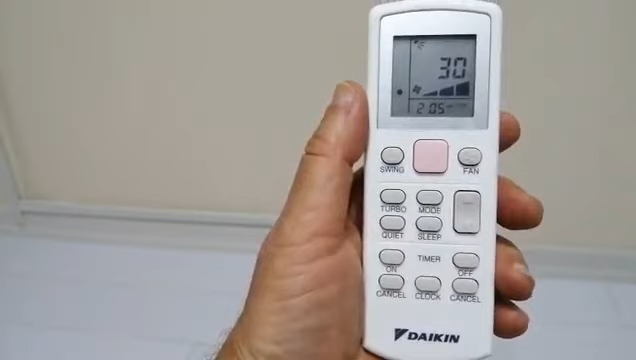 30
2:05
SWING
FAN
TURBO
MODE
QUIET
SLEEP
TIMER
ON
OFF
CANCEL
CLOCK
CANCEL
DAIKIN